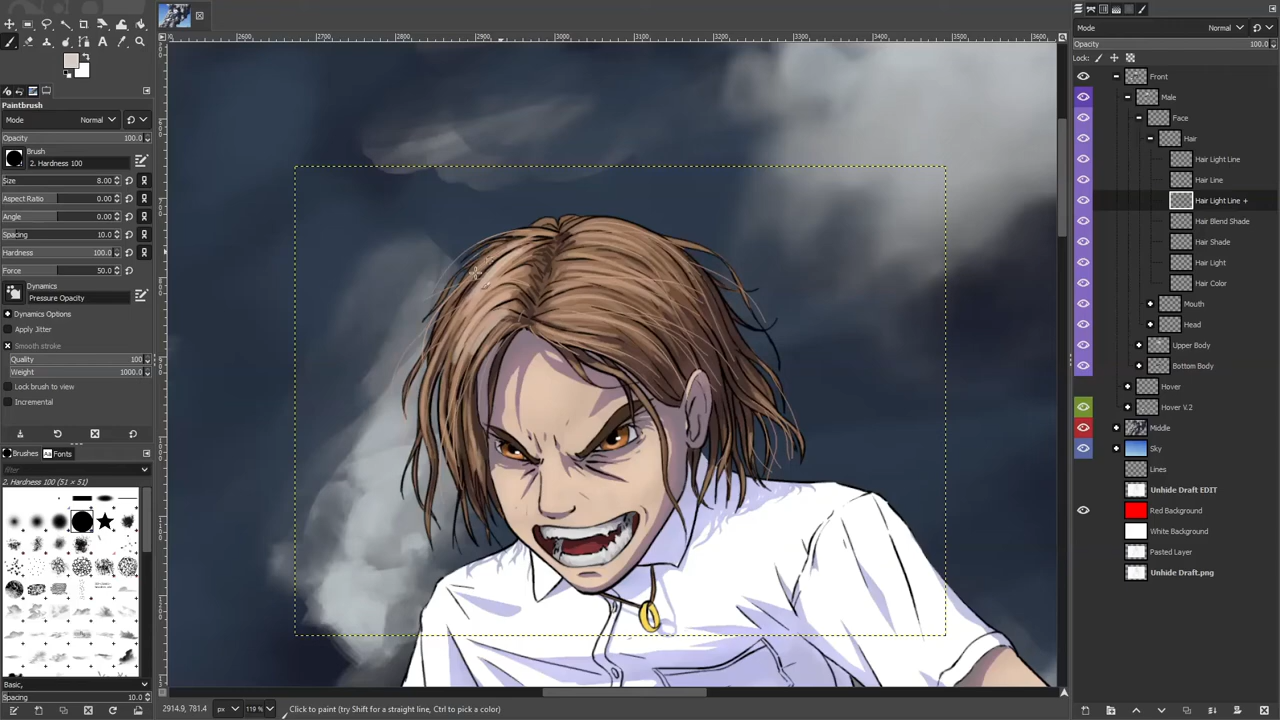 2600
2700
2800
2900
3000
3100
3200
3300
3400
3500
3600
Paintbrush
Mode Normal
Opacity 100.0
Brush
2. Hardness 100
Size 8.00
Aspect Ratio 0.00
Angle 0.00
Spacing 10.0
Hardness 100.0
Force 50.0
Dynamics
Pressure Opacity
Dynamics Options
Apply Jitter
Smooth stroke
Quality 100
Weight 1000.0
Lock brush to view
Incremental
Brushes Aa Fonts
filter
2. Hardness 100 (51 × 51)
Basic,
Spacing 10.0
2914.9, 781.4 px 119 % Click to paint (try Shift for a straight line, Ctrl to pick a color)
Mode Normal
Opacity 100.0
Lock:
Front
Male
Face
Hair
Hair Light Line
Hair Line
Hair Light Line +
Hair Blend Shade
Hair Shade
Hair Light
Hair Color
Mouth
Head
Upper Body
Bottom Body
Hover
Hover V.2
Middle
Sky
Lines
Unhide Draft EDIT
Red Background
White Background
Pasted Layer
Unhide Draft.png